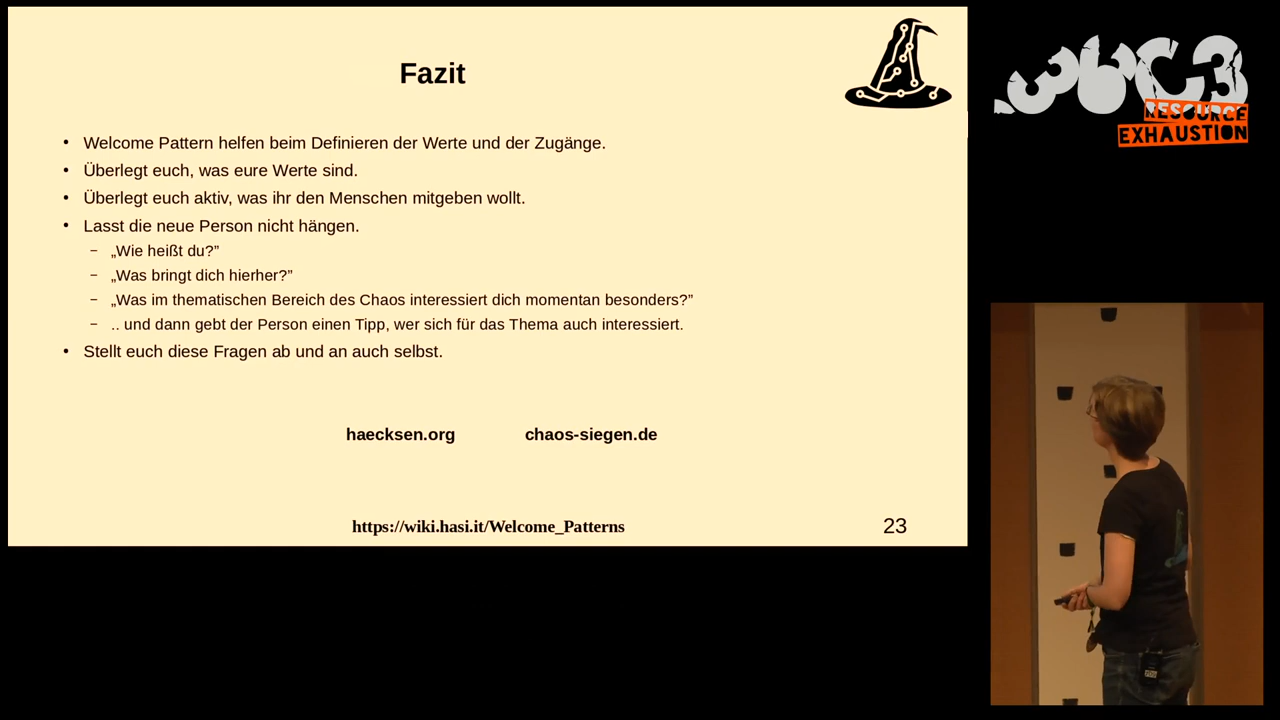 Fazit
• Welcome Pattern helfen beim Definieren der Werte und der Zugänge.
• Überlegt euch, was eure Werte sind.
• Überlegt euch aktiv, was ihr den Menschen mitgeben wollt.
• Lasst die neue Person nicht hängen.
– „Wie heißt du?”
– „Was bringt dich hierher?”
– „Was im thematischen Bereich des Chaos interessiert dich momentan besonders?”
– .. und dann gebt der Person einen Tipp, wer sich für das Thema auch interessiert.
• Stellt euch diese Fragen ab und an auch selbst.
haecksen.org chaos-siegen.de
https://wiki.hasi.it/Welcome_Patterns
23
36C3
RESOURCE
EXHAUSTION